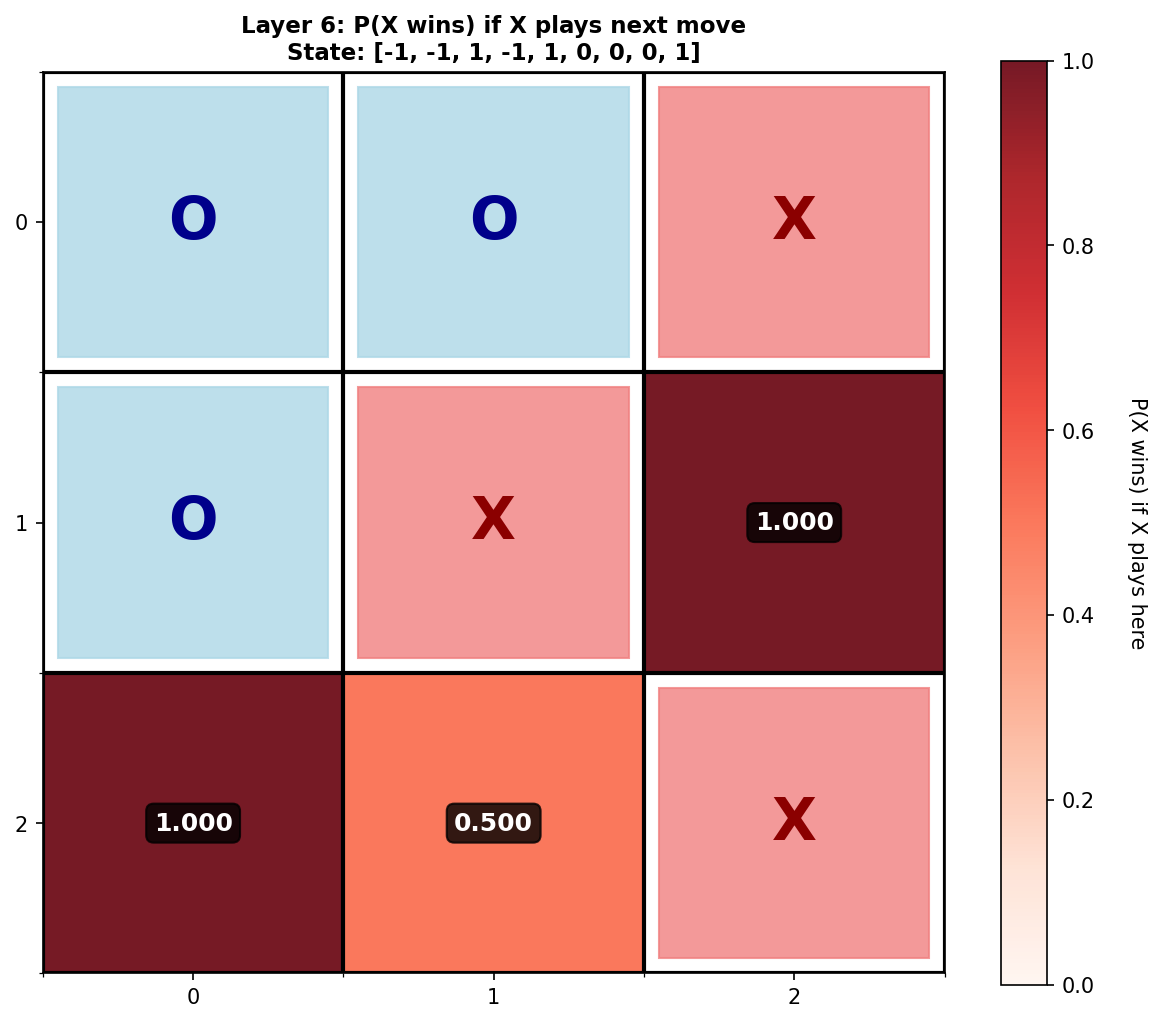 Layer 6: P(X wins) if X plays next move
State: [-1, -1, 1, -1, 1, 0, 0, 0, 1]
0
O
O
X
1
O
X
1.000
2
1.000
0.500
X
0
1
2
1.0
0.8
0.6
0.4
0.2
0.0
P(X wins) if X plays here